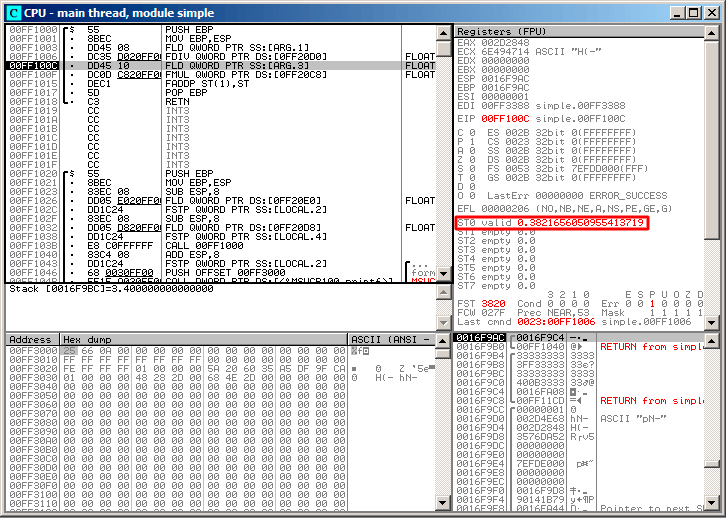 CPU - main thread, module simple
00FF1000 $ 55 PUSH EBP
00FF1001 . 8BEC MOV EBP,ESP
00FF1003 . DD45 08 FLD QWORD PTR SS:[ARG.1]
00FF1006 . DC35 D020FF00 FDIV QWORD PTR DS:[0FF20D0] FLOAT
00FF100C . DD45 10 FLD QWORD PTR SS:[ARG.3]
00FF100F . DC0D C820FF00 FMUL QWORD PTR DS:[0FF20C8] FLOAT
00FF1015 . DEC1 FADDP ST(1),ST
00FF1017 . 5D POP EBP
00FF1018 . C3 RETN
00FF1019 CC INT3
00FF101A CC INT3
00FF101B CC INT3
00FF101C CC INT3
00FF101D CC INT3
00FF101E CC INT3
00FF101F CC INT3
00FF1020 $ 55 PUSH EBP
00FF1021 . 8BEC MOV EBP,ESP
00FF1023 . 83EC 08 SUB ESP,8
00FF1026 . DD05 E020FF00 FLD QWORD PTR DS:[0FF20E0] FLOAT
00FF102C . DD1C24 FSTP QWORD PTR SS:[LOCAL.2]
00FF102F . 83EC 08 SUB ESP,8
00FF1032 . DD05 D820FF00 FLD QWORD PTR DS:[0FF20D8] FLOAT
00FF1038 . DD1C24 FSTP QWORD PTR SS:[LOCAL.4]
00FF103B . E8 C0FFFFFF CALL 00FF1000
00FF1040 . 83C4 08 ADD ESP,8
00FF1043 . DD1C24 FSTP QWORD PTR SS:[LOCAL.2]
00FF1046 . 68 0030FF00 PUSH OFFSET 00FF3000 form
Stack [0016F9BC]=3.400000000000000
Registers (FPU)
EAX 002D2848
ECX 6E494714 ASCII "H(-"
EDX 00000000
EBX 00000000
ESP 0016F9AC
EBP 0016F9AC
ESI 00000001
EDI 00FF3388 simple.00FF3388
EIP 00FF100C simple.00FF100C
C 0 ES 002B 32bit 0(FFFFFFFF)
P 1 CS 0023 32bit 0(FFFFFFFF)
A 0 SS 002B 32bit 0(FFFFFFFF)
Z 0 DS 002B 32bit 0(FFFFFFFF)
S 0 FS 0053 32bit 7EFDD000(FFF)
T 0 GS 002B 32bit 0(FFFFFFFF)
D 0
O 0 LastErr 00000000 ERROR_SUCCESS
EFL 00000206 (NO,NB,NE,A,NS,PE,GE,G)
ST0 valid 0.3821656050955413719
ST1 empty 0.0
ST2 empty 0.0
ST3 empty 0.0
ST4 empty 0.0
ST5 empty 0.0
ST6 empty 0.0
ST7 empty 0.0
3 2 1 0 E S P U O Z D
FST 3820 Cond 0 0 0 0 Err 0 0 1 0 0 0 0
FCW 027F Prec NEAR,53 Mask 1 1 1 1 1
Last cmnd 0023:00FF1006 simple.00FF1006
Address Hex dump ASCII (ANSI -
00FF3000 25 66 0A 00 00 00 00 00 00 00 00 00 00 00 00 00 %f
00FF3010 FF FF FF FF FF FF FF FF FF FF FF FF FF FF FF FF
00FF3020 FE FF FF FF 01 00 00 00 5A 20 60 35 A5 DF 9F CA
00FF3030 01 00 00 00 48 28 2D 00 68 4E 2D 00 00 00 00 00 H(- hN-
00FF3040 00 00 00 00 00 00 00 00 00 00 00 00 00 00 00 00
00FF3050 00 00 00 00 00 00 00 00 00 00 00 00 00 00 00 00
00FF3060 00 00 00 00 00 00 00 00 00 00 00 00 00 00 00 00
00FF3070 00 00 00 00 00 00 00 00 00 00 00 00 00 00 00 00
00FF3080 00 00 00 00 00 00 00 00 00 00 00 00 00 00 00 00
00FF3090 00 00 00 00 00 00 00 00 00 00 00 00 00 00 00 00
00FF30A0 00 00 00 00 00 00 00 00 00 00 00 00 00 00 00 00
00FF30B0 00 00 00 00 00 00 00 00 00 00 00 00 00 00 00 00
00FF30C0 00 00 00 00 00 00 00 00 00 00 00 00 00 00 00 00
00FF30D0 00 00 00 00 00 00 00 00 00 00 00 00 00 00 00 00
00FF30E0 00 00 00 00 00 00 00 00 00 00 00 00 00 00 00 00
00FF30F0 00 00 00 00 00 00 00 00 00 00 00 00 00 00 00 00
00FF3100 00 00 00 00 00 00 00 00 00 00 00 00 00 00 00 00
00FF3110 00 00 00 00 00 00 00 00 00 00 00 00 00 00 00 00
0016F9AC 0016F9C4
0016F9B0 00FF1040 RETURN from simple
0016F9B4 33333333 3333
0016F9B8 3FF33333
0016F9BC 33333333 3333
0016F9C0 400B3333
0016F9C4 0016FA08
0016F9C8 00FF11CD RETURN from simple
0016F9CC 00000001
0016F9D0 002D4E68 hN- ASCII "pN-"
0016F9D4 002D2848 H(-
0016F9D8 3576DA52
0016F9DC 00000000
0016F9E0 00000000
0016F9E4 7EFDE000
0016F9E8 00000000
0016F9EC 00000000
0016F9F0 0016F9D8
0016F9F4 90141B79
Pointer to next S